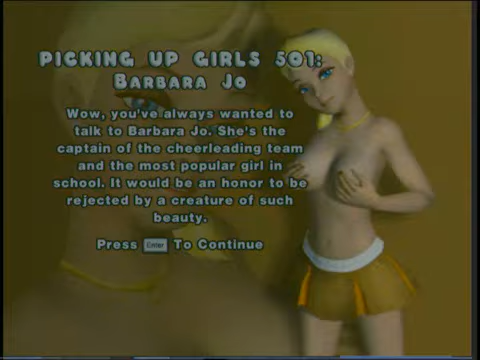 PICKING UP GIRLS 501:
BARBARA JO
Wow, you've always wanted to
talk to Barbara Jo. She's the
captain of the cheerleading team
and the most popular girl in
school. It would be an honor to be
rejected by a creature of such
beauty.
Press Enter To Continue